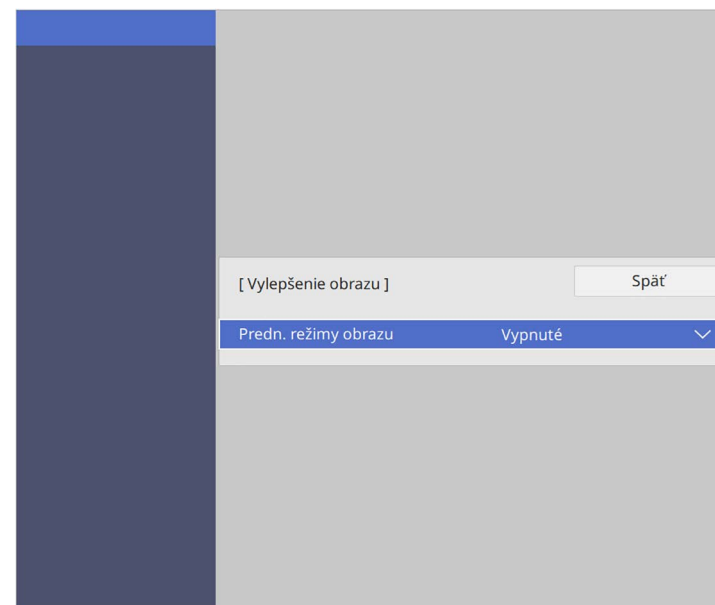 [ Vylepšenie obrazu ]
Späť
Predn. režimy obrazu
Vypnuté